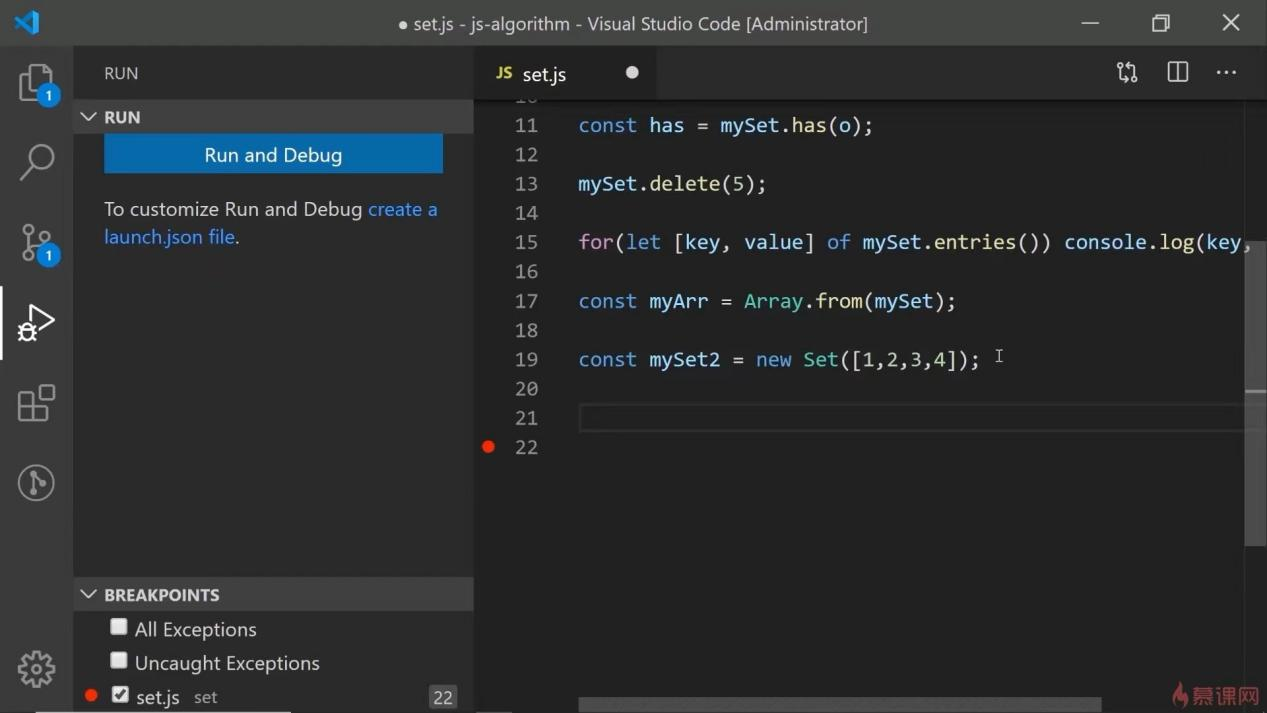 ● set.js - js-algorithm - Visual Studio Code [Administrator]
RUN
JS set.js
RUN
Run and Debug
To customize Run and Debug create a
launch.json file.
1
1
11 const has = mySet.has(o);
12
13 mySet.delete(5);
14
15 for(let [key, value] of mySet.entries()) console.log(key,
16
17 const myArr = Array.from(mySet);
18
19 const mySet2 = new Set([1,2,3,4]);
20
21
22
BREAKPOINTS
All Exceptions
Uncaught Exceptions
set.js set 22
慕课网